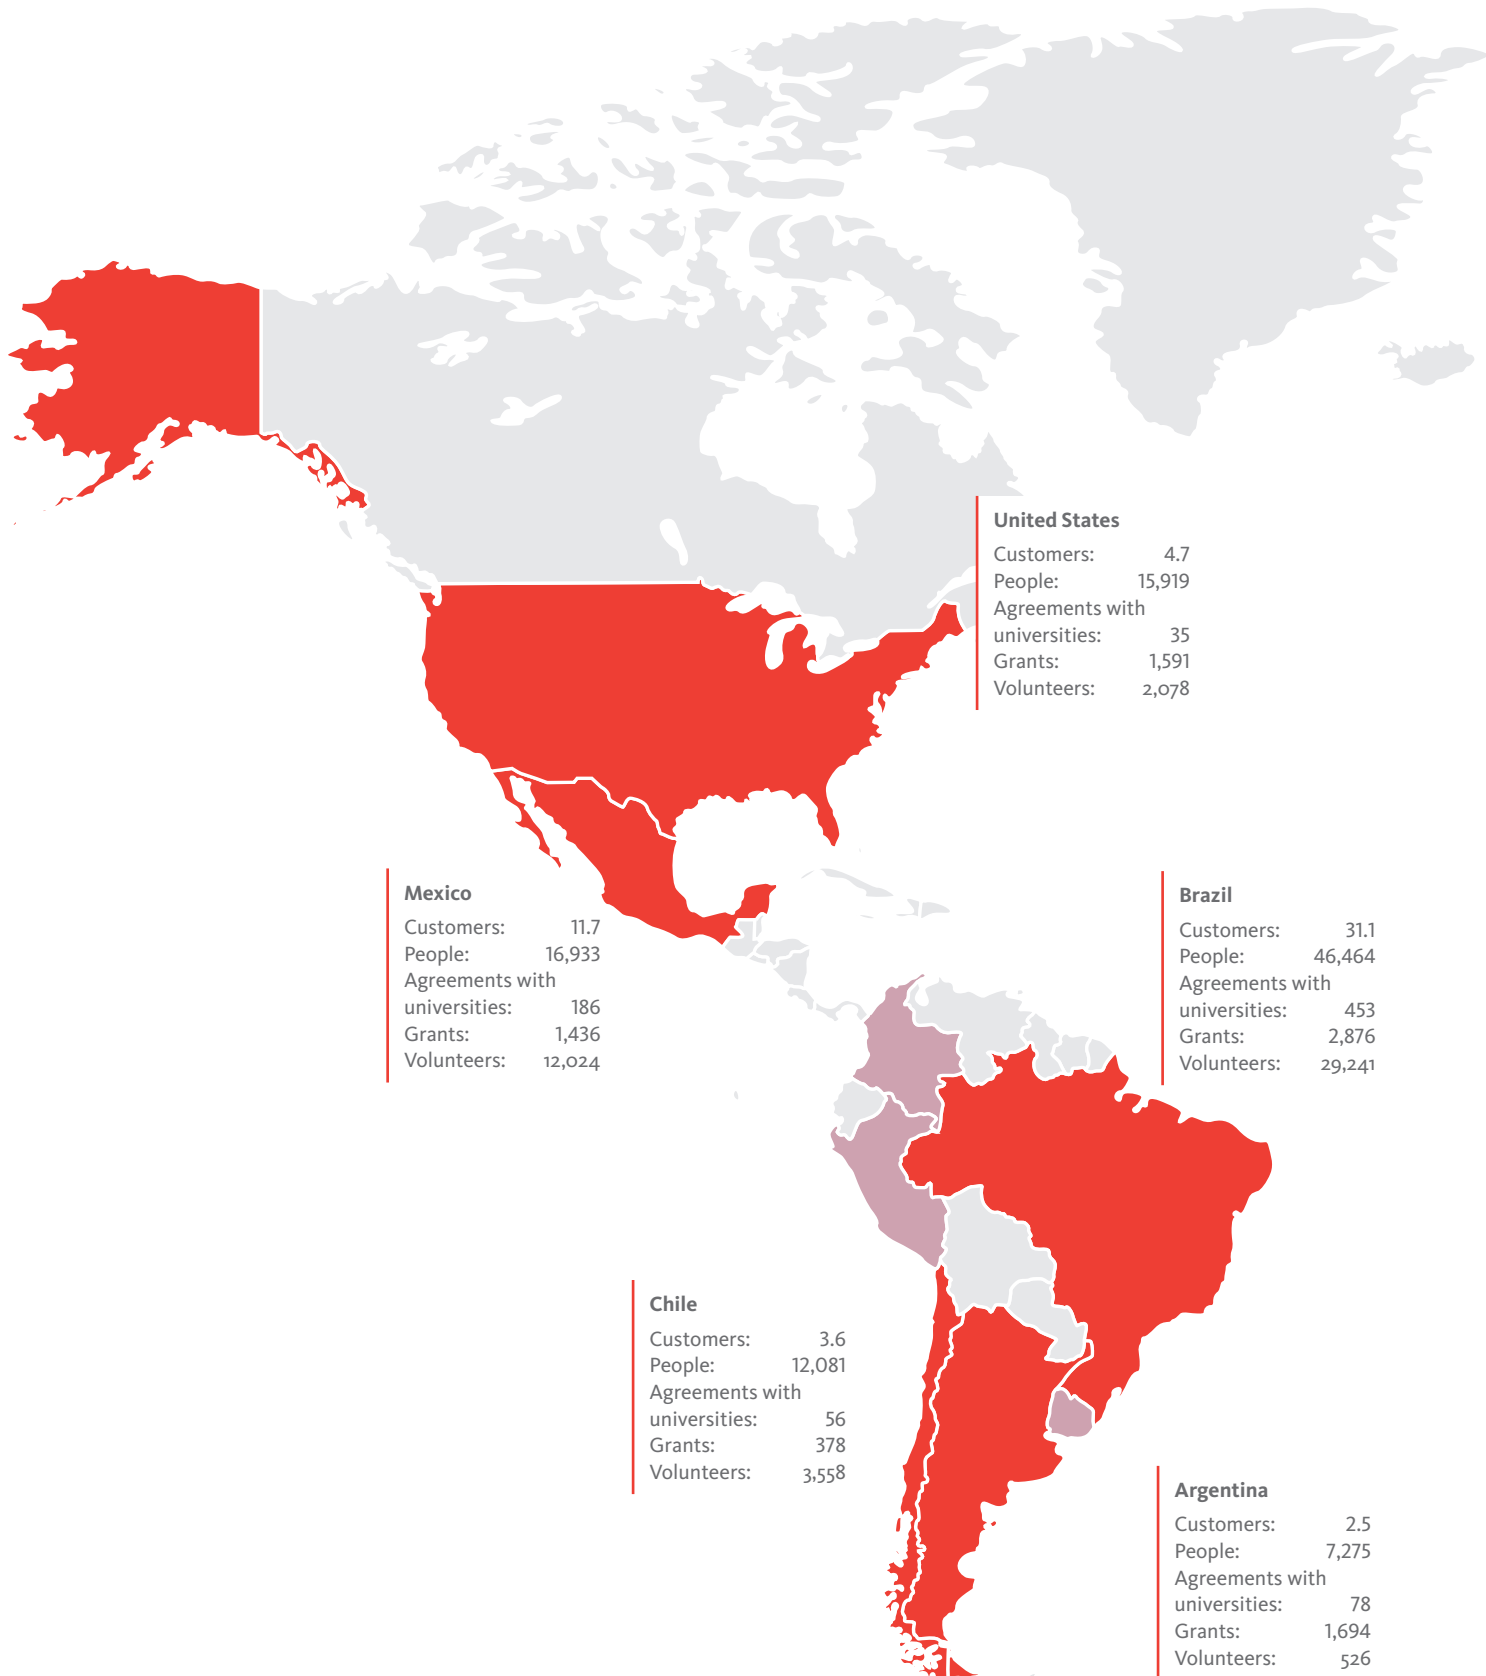 United States
Customers: 4.7
People: 15,919
Agreements with
universities: 35
Grants: 1,591
Volunteers: 2,078
Mexico
Customers: 11.7
People: 16,933
Agreements with
universities: 186
Grants: 1,436
Volunteers: 12,024
Brazil
Customers: 31.1
People: 46,464
Agreements with
universities: 453
Grants: 2,876
Volunteers: 29,241
Chile
Customers: 3.6
People: 12,081
Agreements with
universities: 56
Grants: 378
Volunteers: 3,558
Argentina
Customers: 2.5
People: 7,275
Agreements with
universities: 78
Grants: 1,694
Volunteers: 526